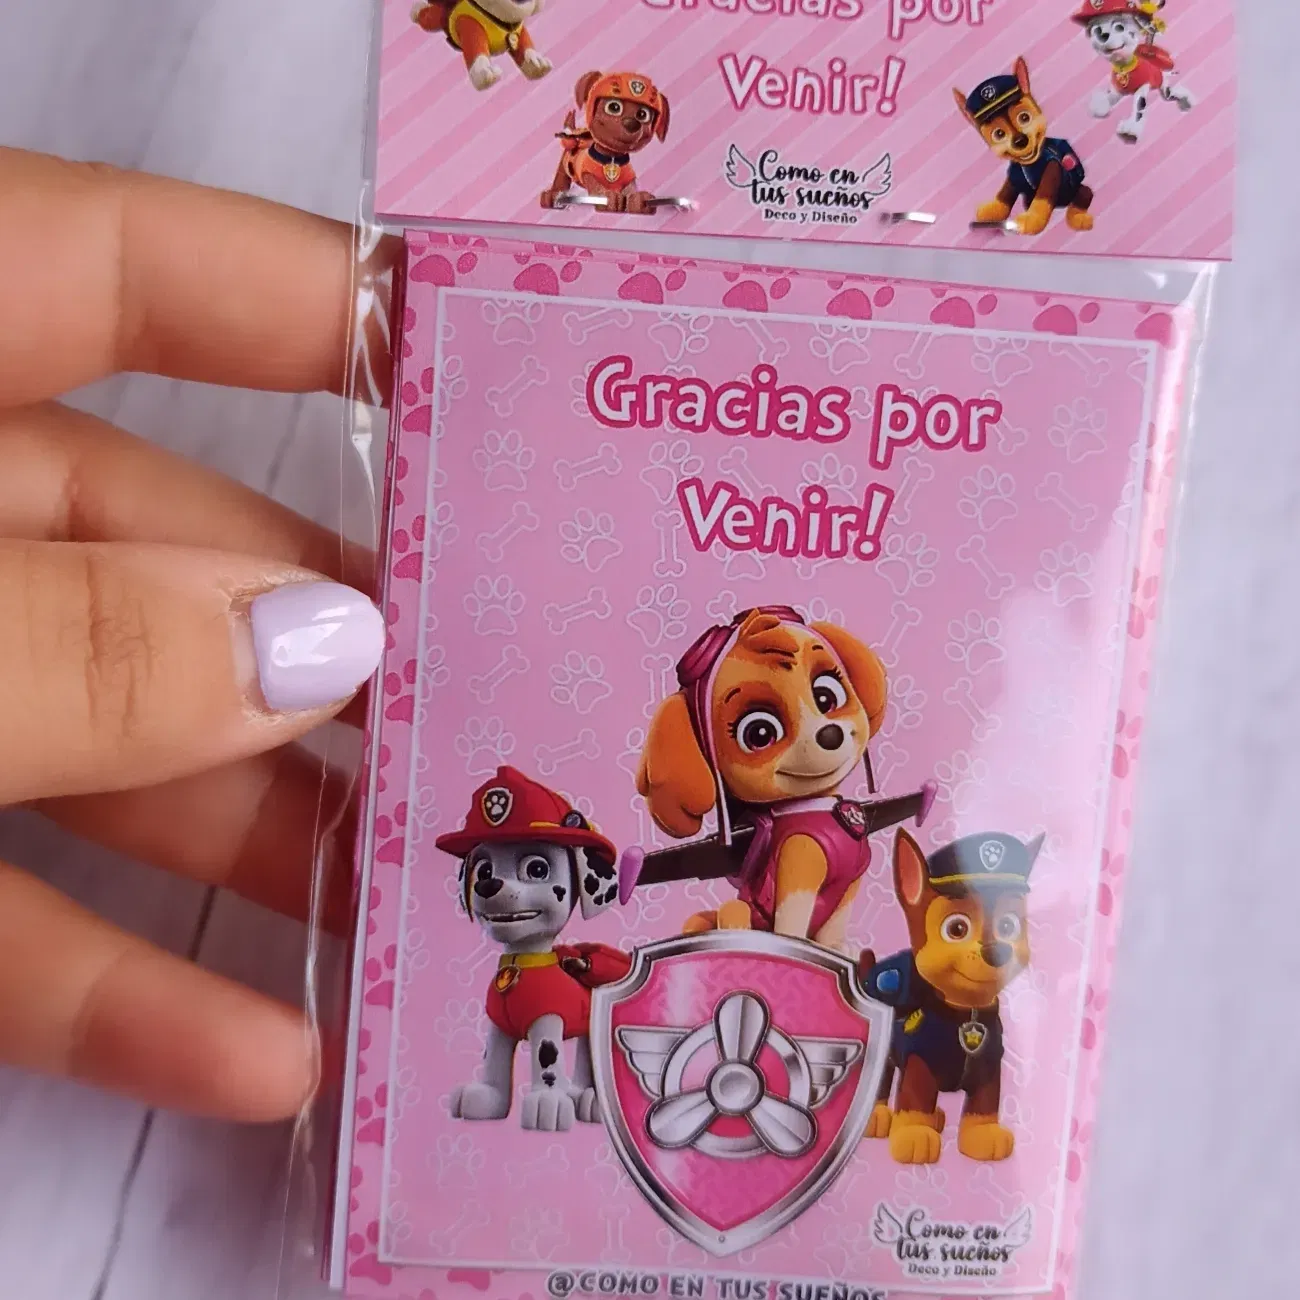 Gracias por
Venir!
Como en
tus sueños
Deco y Diseño
Gracias por
Venir!
Como en
tus sueños
Deco y Diseño
@COMO EN TUS SUEÑOS